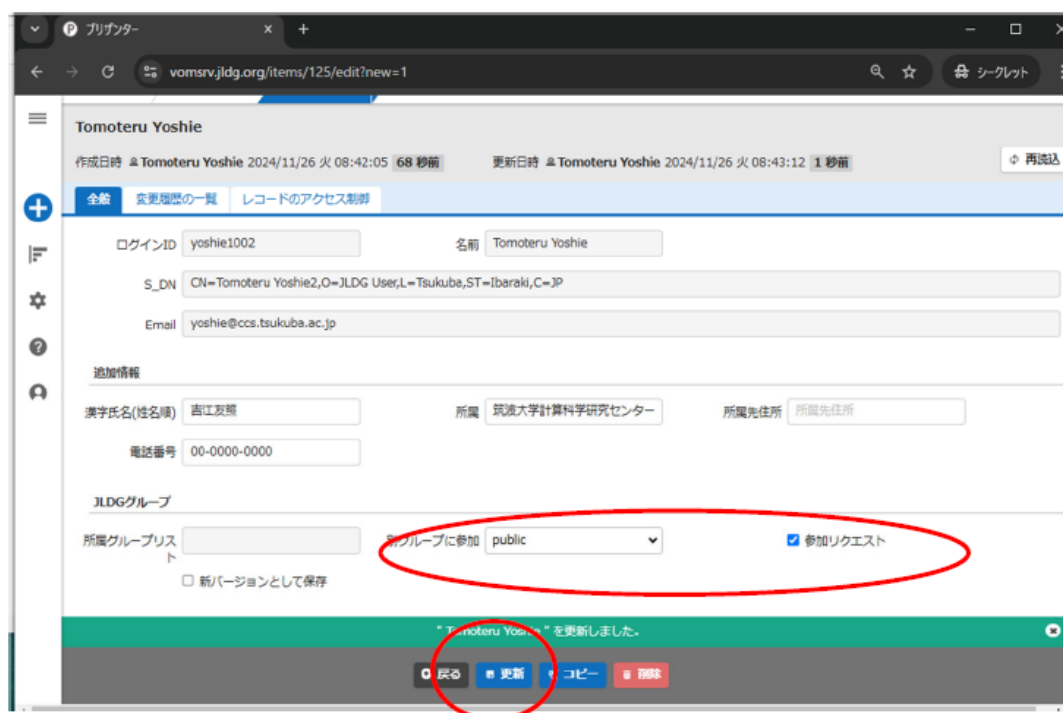 プリザンター
vomsrv.jldg.org/items/125/edit?new=1
シークレット
Tomoteru Yoshie
作成日時 Tomoteru Yoshie 2024/11/26 火 08:42:05 68 秒前 更新日時 Tomoteru Yoshie 2024/11/26 火 08:43:12 1 秒前 再読込
全般 変更履歴の一覧 レコードのアクセス制御
ログインID yoshie1002 名前 Tomoteru Yoshie
S_DN CN=Tomoteru Yoshie2,O=JLDG User,L=Tsukuba,ST=Ibaraki,C=JP
Email yoshie@ccs.tsukuba.ac.jp
追加情報
漢字氏名(姓名順) 吉江友照 所属 筑波大学計算科学研究センター 所属先住所 所属先住所
電話番号 00-0000-0000
JLDGグループ
所属グループリスト 別グループに参加 public 参加リクエスト
新バージョンとして保存
" Tomoteru Yoshie " を更新しました。
戻る 更新 コピー 削除